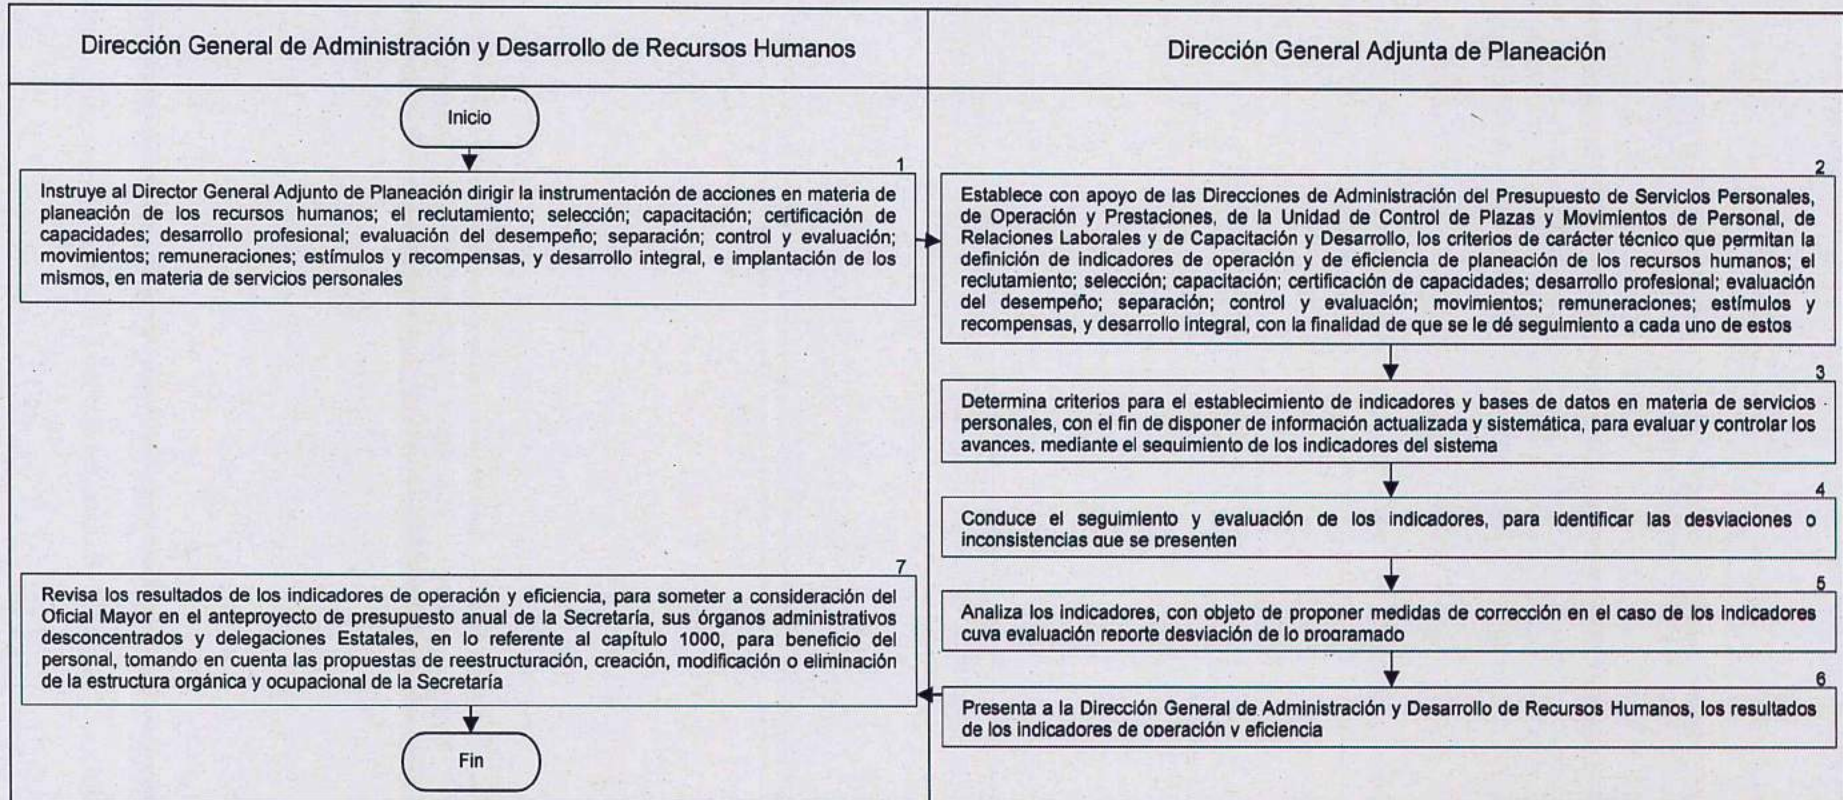 Dirección General de Administración y Desarrollo de Recursos Humanos
Dirección General Adjunta de Planeación
Inicio
1
Instruye al Director General Adjunto de Planeación dirigir la instrumentación de acciones en materia de
planeación de los recursos humanos; el reclutamiento; selección; capacitación; certificación de
capacidades; desarrollo profesional; evaluación del desempeño; separación; control y evaluación;
movimientos; remuneraciones; estímulos y recompensas, y desarrollo integral, e implantación de los
mismos, en materia de servicios personales
2
Establece con apoyo de las Direcciones de Administración del Presupuesto de Servicios Personales,
de Operación y Prestaciones, de la Unidad de Control de Plazas y Movimientos de Personal, de
Relaciones Laborales y de Capacitación y Desarrollo, los criterios de carácter técnico que permitan la
definición de indicadores de operación y de eficiencia de planeación de los recursos humanos; el
reclutamiento; selección; capacitación; certificación de capacidades; desarrollo profesional; evaluación
del desempeño; separación; control y evaluación; movimientos; remuneraciones; estímulos y
recompensas, y desarrollo integral, con la finalidad de que se le dé seguimiento a cada uno de estos
3
Determina criterios para el establecimiento de indicadores y bases de datos en materia de servicios
personales, con el fin de disponer de información actualizada y sistemática, para evaluar y controlar los
avances, mediante el seguimiento de los indicadores del sistema
4
Conduce el seguimiento y evaluación de los indicadores, para identificar las desviaciones o
inconsistencias que se presenten
5
Analiza los indicadores, con objeto de proponer medidas de corrección en el caso de los indicadores
cuya evaluación reporte desviación de lo programado
6
Presenta a la Dirección General de Administración y Desarrollo de Recursos Humanos, los resultados
de los indicadores de operación y eficiencia
7
Revisa los resultados de los indicadores de operación y eficiencia, para someter a consideración del
Oficial Mayor en el anteproyecto de presupuesto anual de la Secretaría, sus órganos administrativos
desconcentrados y delegaciones Estatales, en lo referente al capítulo 1000, para beneficio del
personal, tomando en cuenta las propuestas de reestructuración, creación, modificación o eliminación
de la estructura orgánica y ocupacional de la Secretaría
Fin